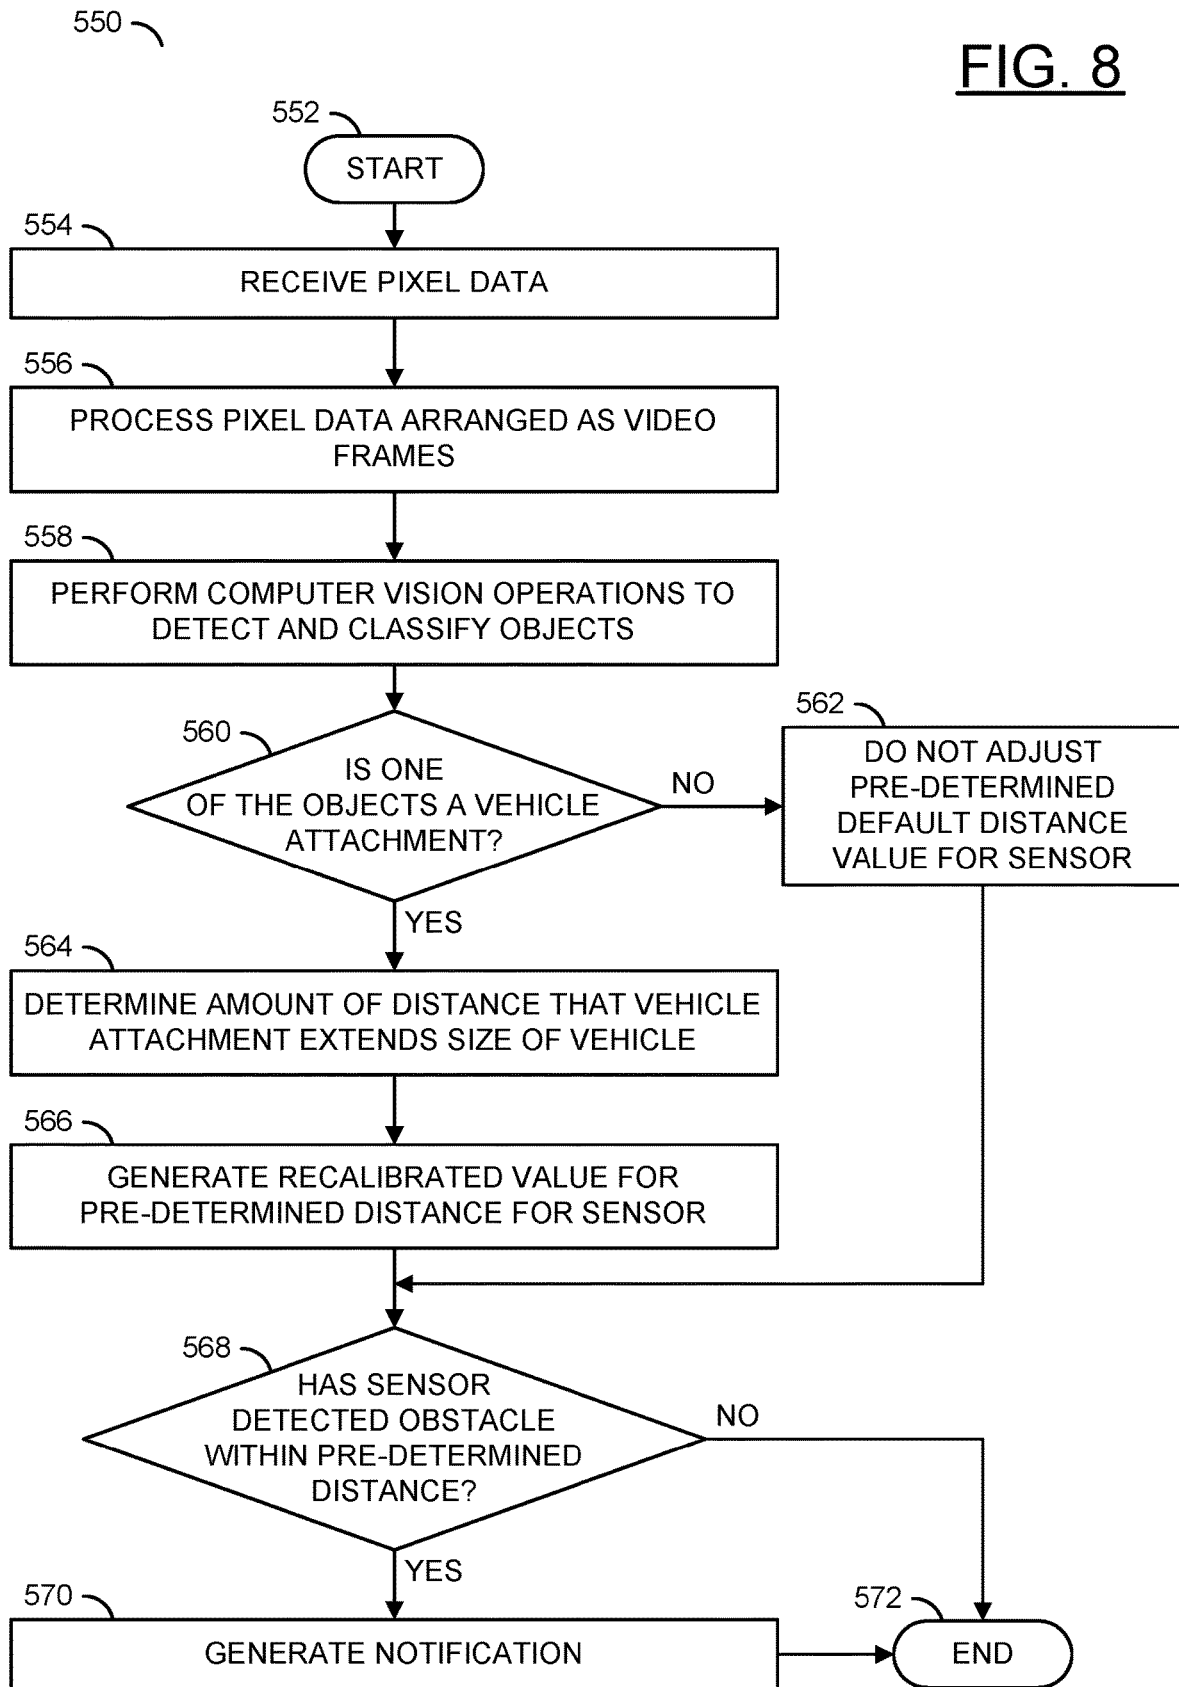 550
FIG. 8
552
START
554
RECEIVE PIXEL DATA
556
PROCESS PIXEL DATA ARRANGED AS VIDEO
FRAMES
558
PERFORM COMPUTER VISION OPERATIONS TO
DETECT AND CLASSIFY OBJECTS
560
IS ONE
OF THE OBJECTS A VEHICLE
ATTACHMENT?
NO
562
DO NOT ADJUST
PRE-DETERMINED
DEFAULT DISTANCE
VALUE FOR SENSOR
YES
564
DETERMINE AMOUNT OF DISTANCE THAT VEHICLE
ATTACHMENT EXTENDS SIZE OF VEHICLE
566
GENERATE RECALIBRATED VALUE FOR
PRE-DETERMINED DISTANCE FOR SENSOR
568
HAS SENSOR
DETECTED OBSTACLE
WITHIN PRE-DETERMINED
DISTANCE?
NO
YES
570
GENERATE NOTIFICATION
572
END